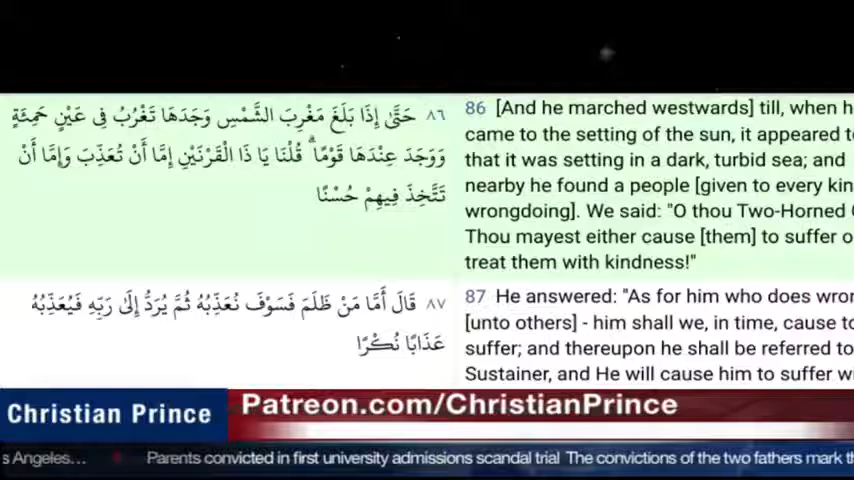 ٨٦ حَتَّىٰ إِذَا بَلَغَ مَغْرِبَ الشَّمْسِ وَجَدَهَا تَغْرُبُ فِي عَيْنٍ حَمِئَةٍ
وَوَجَدَ عِنْدَهَا قَوْمًا ۗ قُلْنَا يَا ذَا الْقَرْنَيْنِ إِمَّا أَنْ تُعَذِّبَ وَإِمَّا أَنْ
تَتَّخِذَ فِيهِمْ حُسْنًا
86 [And he marched westwards] till, when h
came to the setting of the sun, it appeared to
that it was setting in a dark, turbid sea; and
nearby he found a people [given to every kin
wrongdoing]. We said: "O thou Two-Horned
Thou mayest either cause [them] to suffer o
treat them with kindness!"
٨٧ قَالَ أَمَّا مَنْ ظَلَمَ فَسَوْفَ نُعَذِّبُهُ ثُمَّ يُرَدُّ إِلَىٰ رَبِّهِ فَيُعَذِّبُهُ
عَذَابًا نُكْرًا
87 He answered: "As for him who does wron
[unto others] - him shall we, in time, cause to
suffer; and thereupon he shall be referred to
Sustainer, and He will cause him to suffer w
Christian Prince
Patreon.com/ChristianPrince
s Angeles... Parents convicted in first university admissions scandal trial The convictions of the two fathers mark th